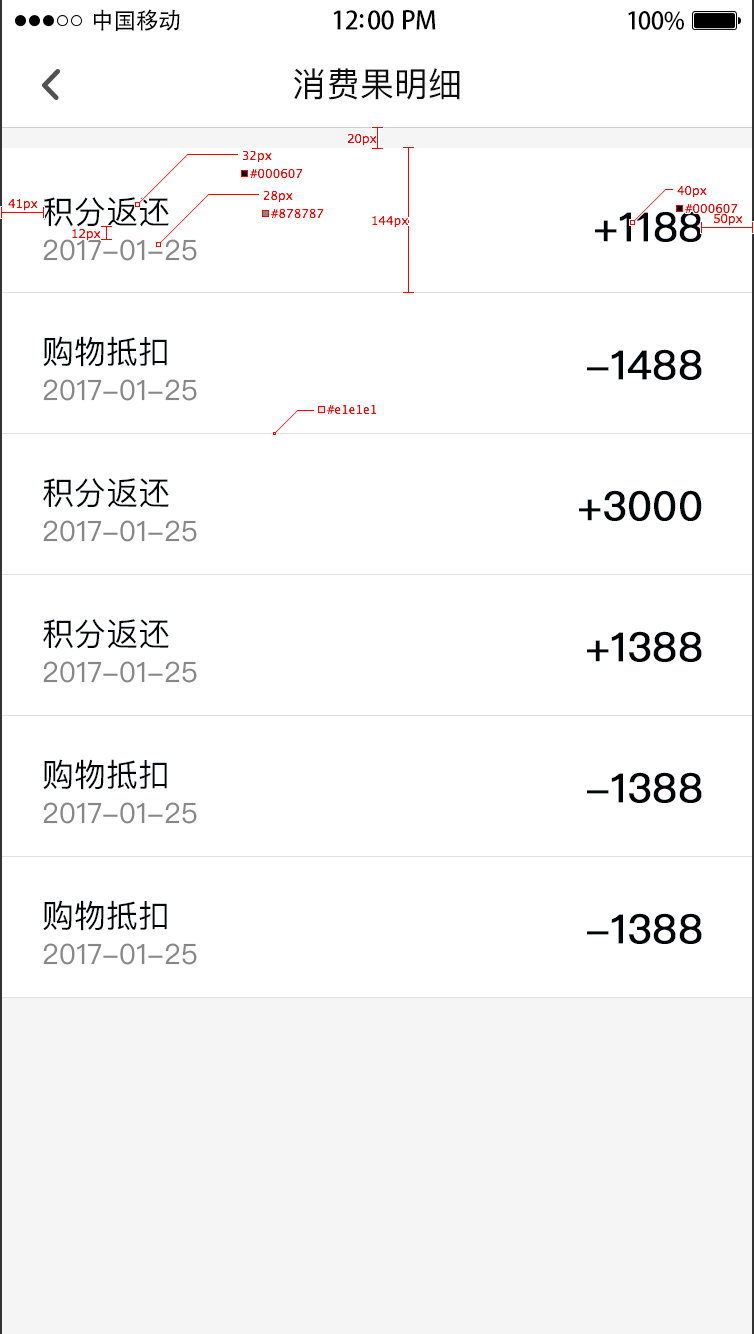 中国移动 12:00 PM 100%
消费果明细
20px
32px
#000607
28px
#878787
40px
#000607
41px
积分返还
144px
+1188
50px
12px
2017-01-25
购物抵扣
-1488
2017-01-25
#e1e1e1
积分返还
+3000
2017-01-25
积分返还
+1388
2017-01-25
购物抵扣
-1388
2017-01-25
购物抵扣
-1388
2017-01-25